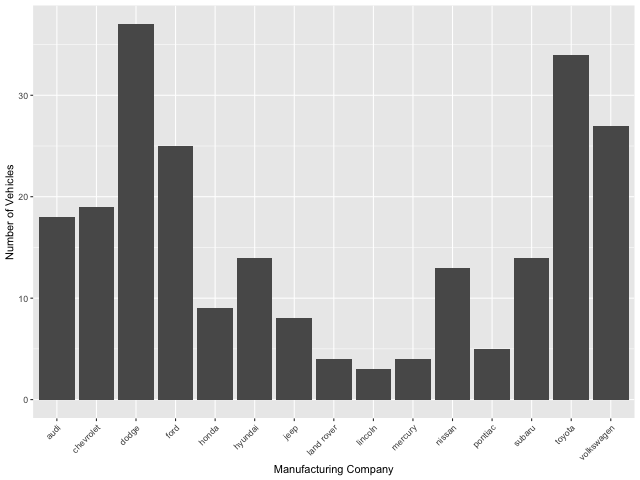 Number of Vehicles
30
20
10
0
audi
chevrolet
dodge
ford
honda
hyundai
jeep
land rover
lincoln
mercury
nissan
pontiac
subaru
toyota
volkswagen
Manufacturing Company